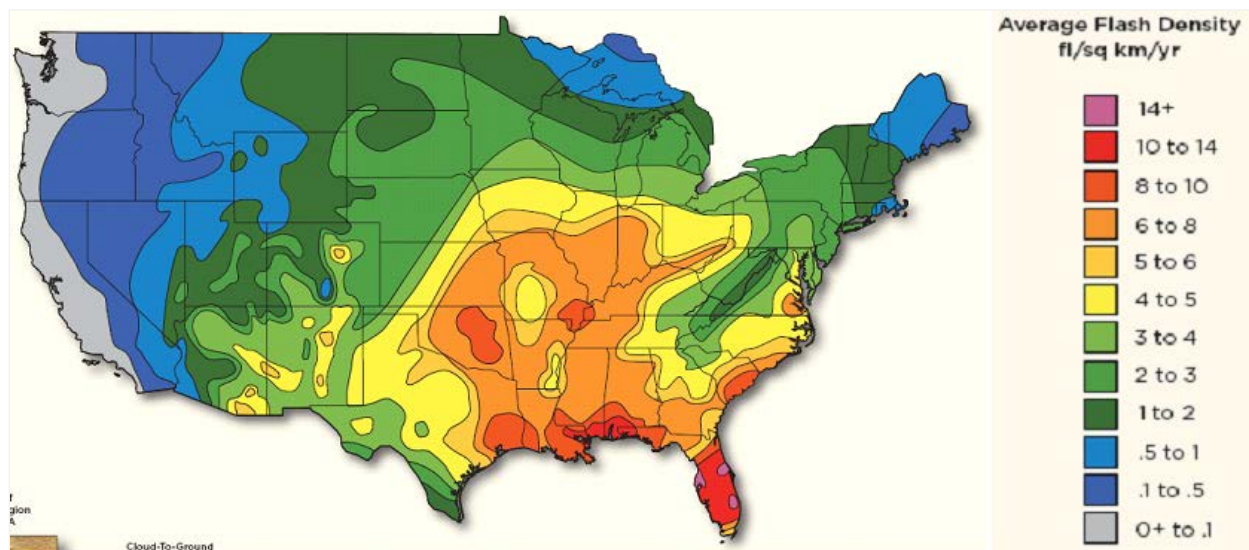 Average Flash Density
fl/sq km/yr
14+
10 to 14
8 to 10
6 to 8
5 to 6
4 to 5
3 to 4
2 to 3
1 to 2
.5 to 1
.1 to .5
0+ to .1
gion
A
Cloud-To-Ground